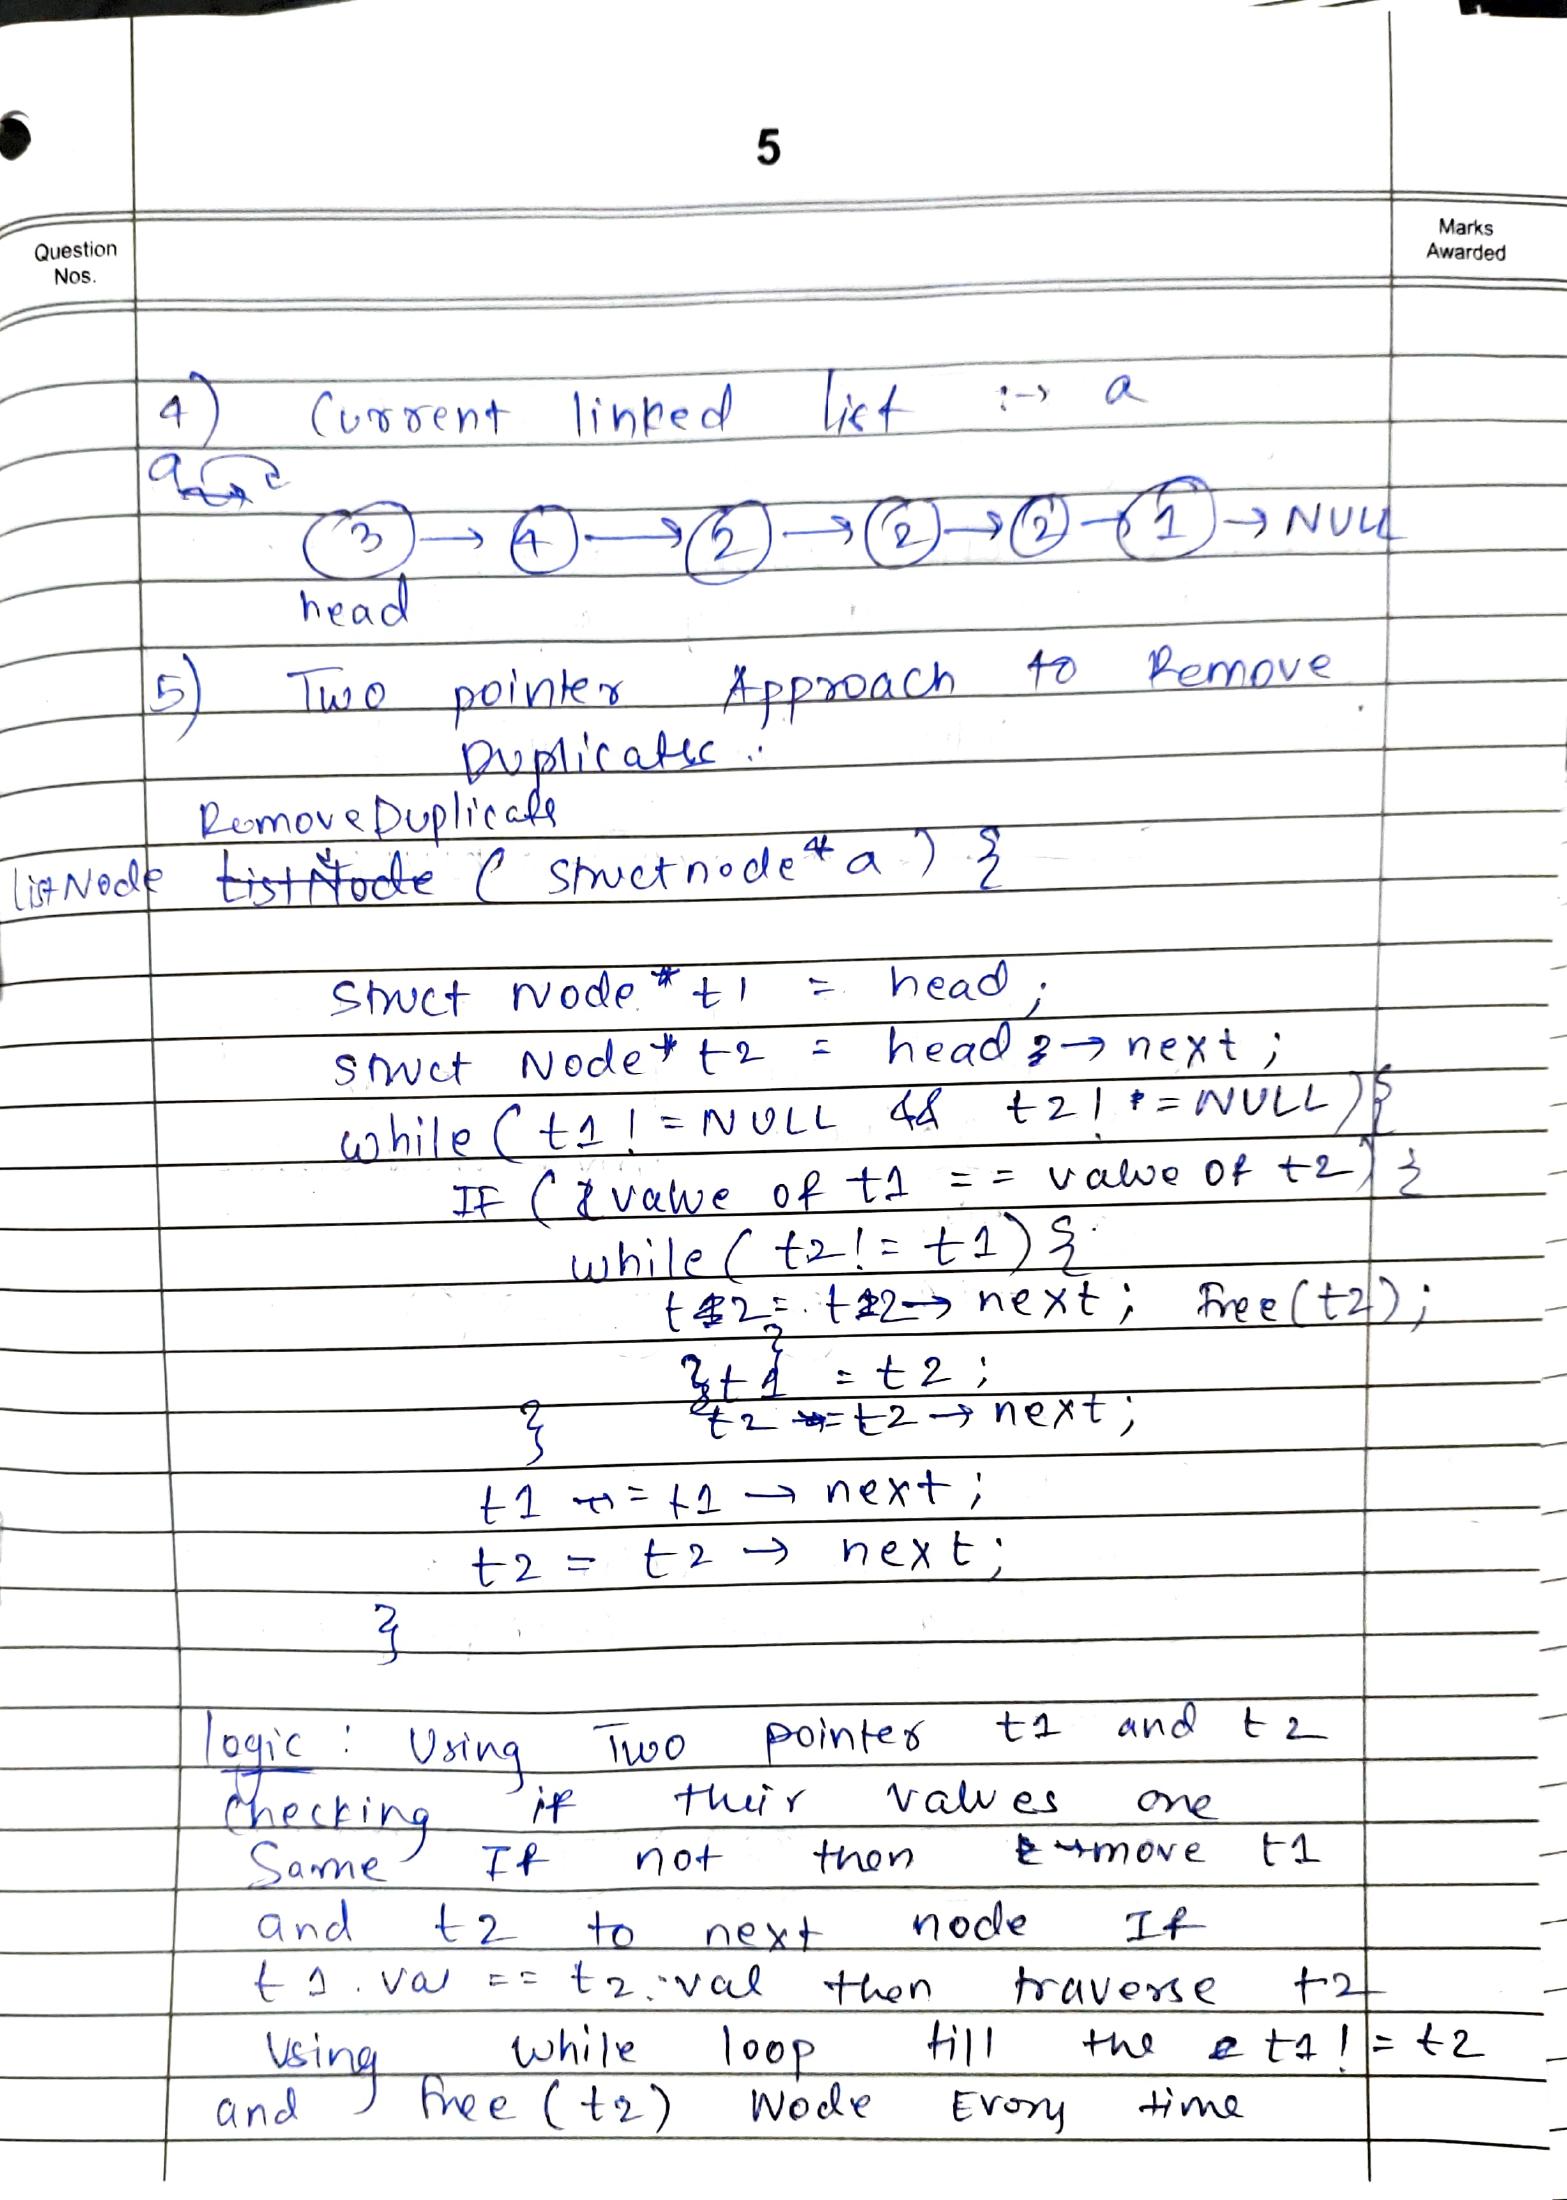 5
Question
Nos.
Marks
Awarded
4) Current linked list :→ a
a
3 → 4 → 2 → 2 → 2 → 1 → NULL
head
5) Two pointer Approach to Remove
Duplicates :
RemoveDuplicate
listNode ListNode ( struct node * a ) {
struct Node * t1 = head ;
struct Node * t2 = head → next ;
while ( t1 ! = NULL && t2 ! = NULL ) {
IF ( value of t1 == value of t2 ) {
while ( t2 ! = t1 ) {
t2 = t2 → next ; free (t2) ;
}
} t1 = t2 ;
} t2 = t2 → next ;
t1 = t1 → next ;
t2 = t2 → next ;
}
logic : Using Two pointer t1 and t2
checking if their values one
Same If not then move t1
and t2 to next node If
t1 . val == t2 . val then traverse t2
Using while loop till the t1 ! = t2
and free (t2) Node Every time